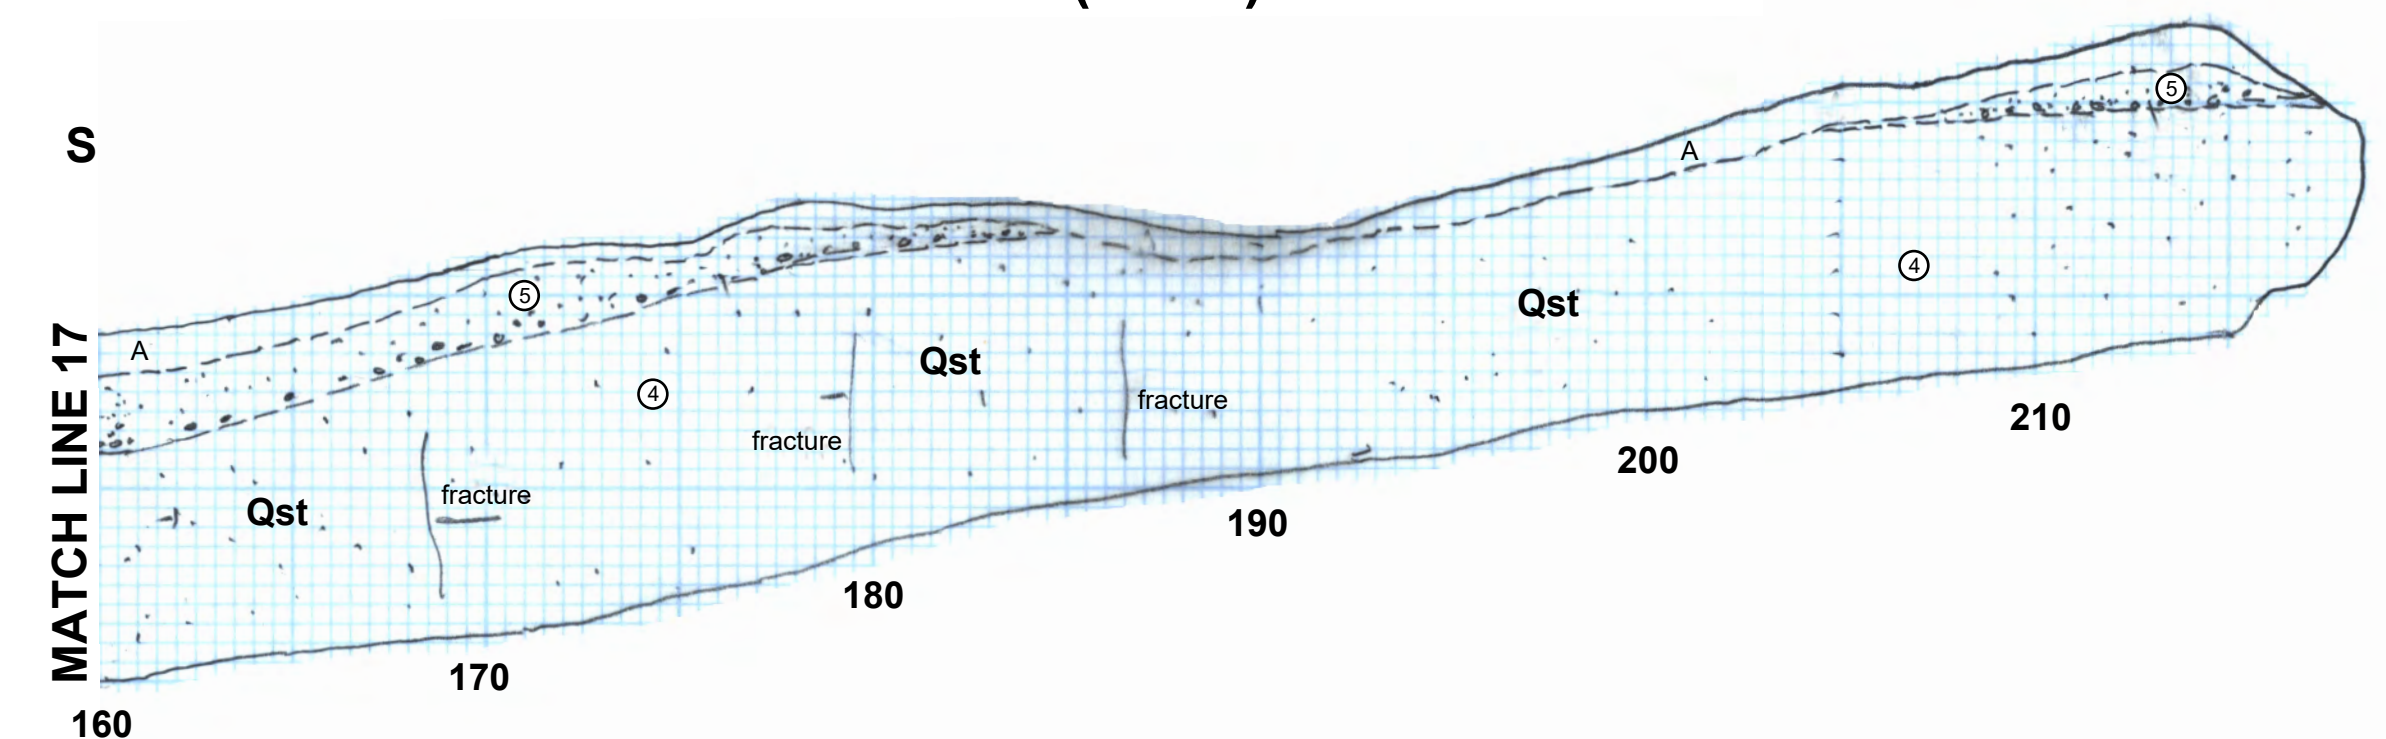 S
MATCH LINE 17
A
5
A
5
4
Qst
4
Qst
fracture
fracture
Qst
fracture
160
170
180
190
200
210